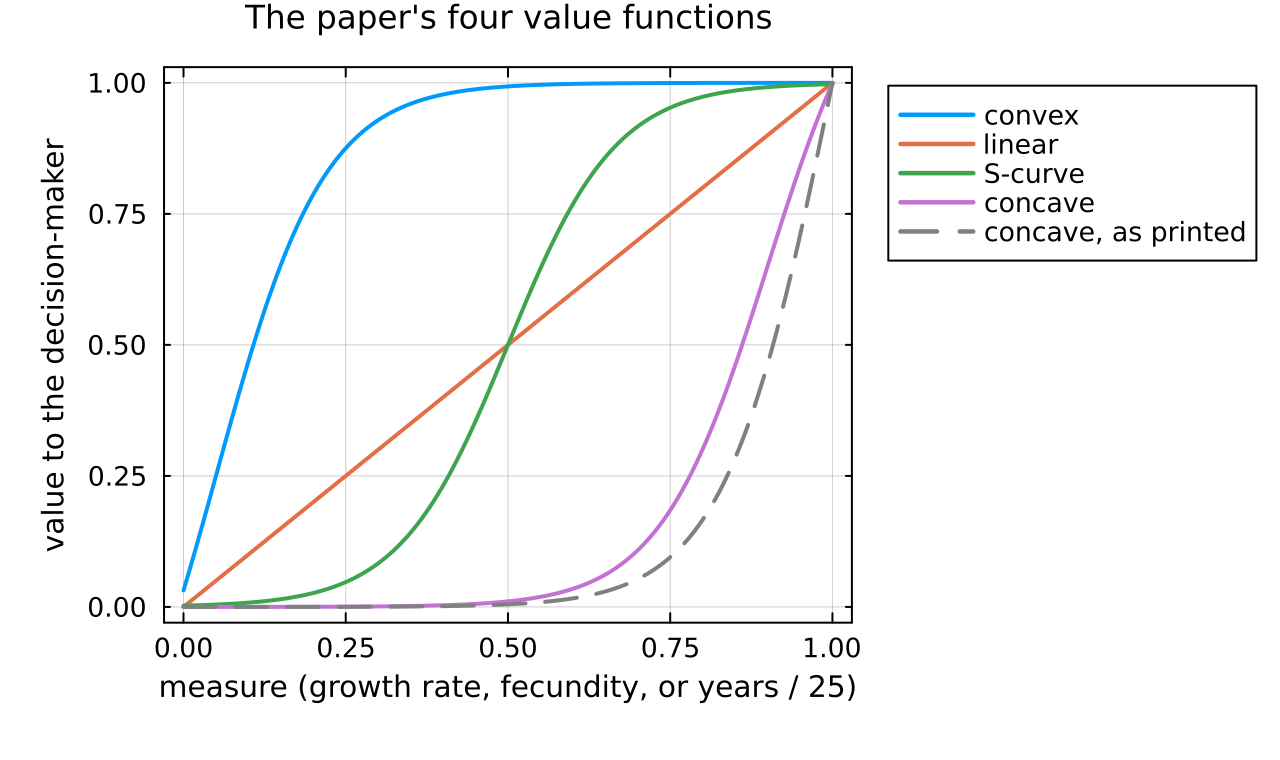 The paper's four value functions
1.00
0.75
0.50
0.25
0.00
value to the decision-maker
0.00 0.25 0.50 0.75 1.00
measure (growth rate, fecundity, or years / 25)
convex
linear
S-curve
concave
concave, as printed